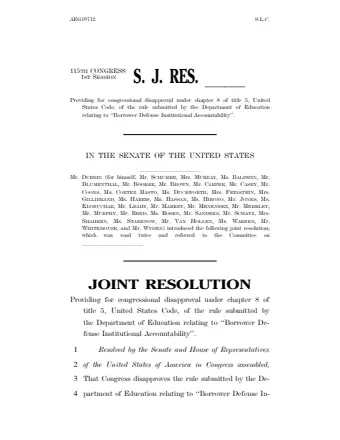 AEG19712 S.L.C.
115TH CONGRESS
1ST SESSION
S. J. RES.
Providing for congressional disapproval under chapter 8 of title 5, United
States Code, of the rule submitted by the Department of Education
relating to “Borrower Defense Institutional Accountability”.
IN THE SENATE OF THE UNITED STATES
Mr. DURBIN (for himself, Mr. SCHUMER, Mrs. MURRAY, Ms. BALDWIN, Mr.
BLUMENTHAL, Mr. BOOKER, Mr. BROWN, Mr. CARPER, Mr. CASEY, Mr.
COONS, Ms. CORTEZ MASTO, Ms. DUCKWORTH, Mrs. FEINSTEIN, Mrs.
GILLIBRAND, Ms. HARRIS, Ms. HASSAN, Ms. HIRONO, Mr. JONES, Ms.
KLOBUCHAR, Mr. LEAHY, Mr. MARKEY, Mr. MENENDEZ, Mr. MERKLEY,
Mr. MURPHY, Mr. REED, Ms. ROSEN, Mr. SANDERS, Mr. SCHATZ, Mrs.
SHAHEEN, Ms. STABENOW, Mr. VAN HOLLEN, Ms. WARREN, Mr.
WHITEHOUSE, and Mr. WYDEN) introduced the following joint resolution,
which was read twice and referred to the Committee on
JOINT RESOLUTION
Providing for congressional disapproval under chapter 8 of
title 5, United States Code, of the rule submitted by
the Department of Education relating to “Borrower De-
fense Institutional Accountability”.
1 Resolved by the Senate and House of Representatives
2 of the United States of America in Congress assembled,
3 That Congress disapproves the rule submitted by the De-
4 partment of Education relating to “Borrower Defense In-